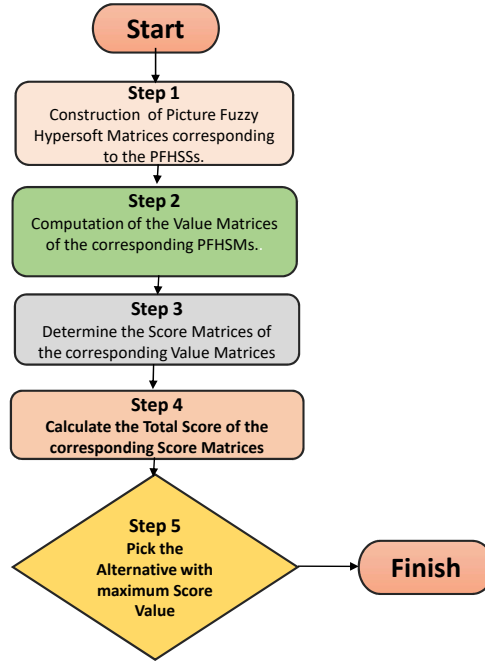 Start
Step 1
Construction of Picture Fuzzy
Hypersoft Matrices corresponding
to the PFHSSs.
Step 2
Computation of the Value Matrices
of the corresponding PFHSMs..
Step 3
Determine the Score Matrices of
the corresponding Value Matrices
Step 4
Calculate the Total Score of the
corresponding Score Matrices
Step 5
Pick the
Alternative with
maximum Score
Value
Finish